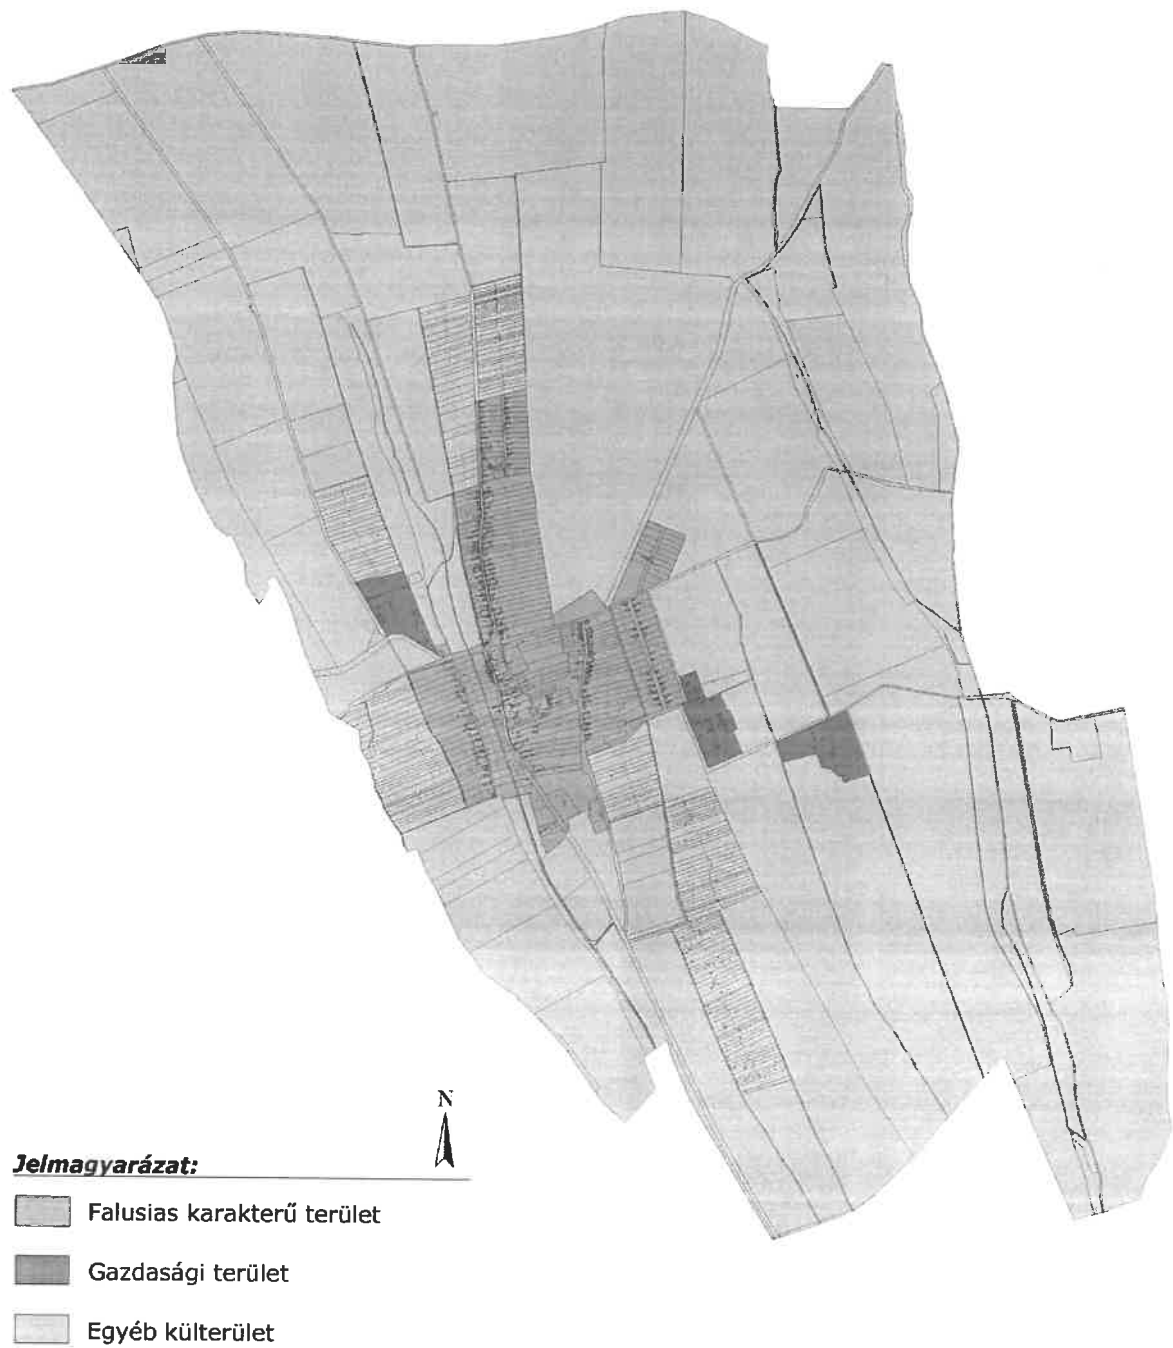 N
Jelmagyarázat:
Falusias karakterű terület
Gazdasági terület
Egyéb külterület